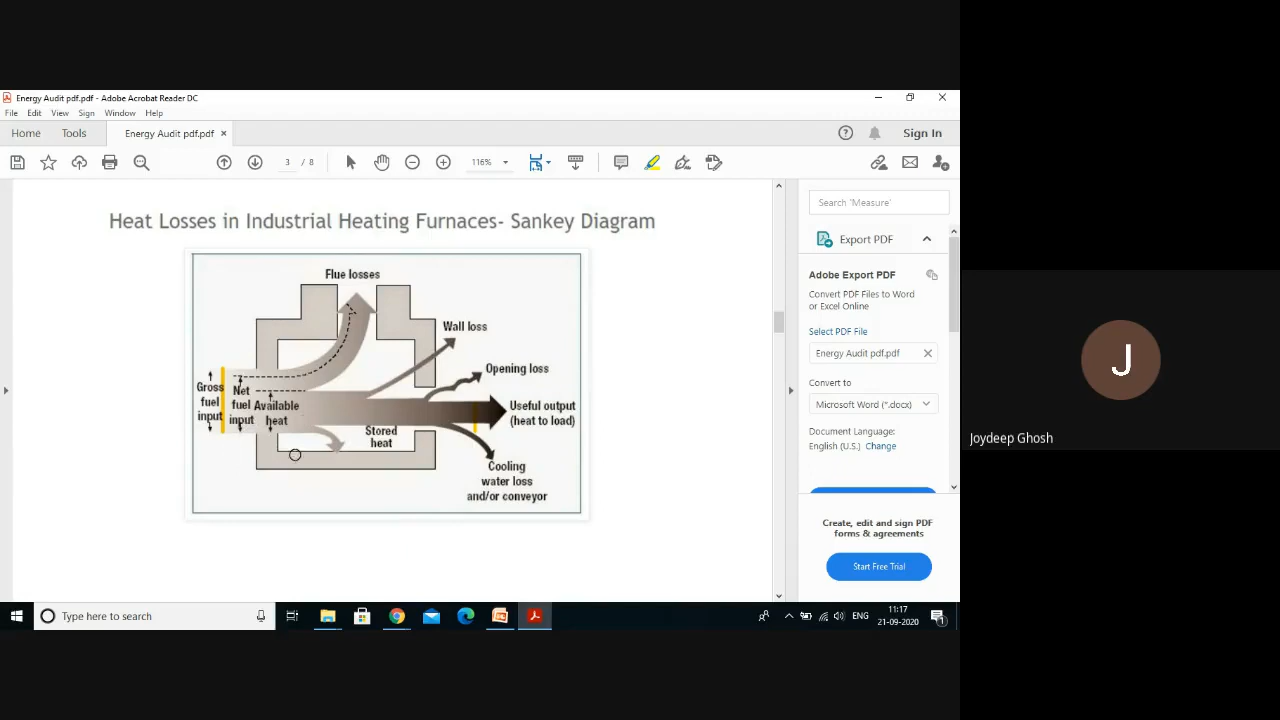 Energy Audit pdf.pdf - Adobe Acrobat Reader DC
File Edit View Sign Window Help
Home Tools Energy Audit pdf.pdf × Sign In
3 / 8 116%
Heat Losses in Industrial Heating Furnaces- Sankey Diagram
Flue losses
Wall loss
Opening loss
Gross
fuel
input
Net
fuel
input
Available
heat
Useful output
(heat to load)
Stored
heat
Cooling
water loss
and/or conveyor
Search 'Measure'
Export PDF
Adobe Export PDF
Convert PDF Files to Word
or Excel Online
Select PDF File
Energy Audit pdf.pdf
Convert to
Microsoft Word (*.docx)
Document Language:
English (U.S.) Change
Create, edit and sign PDF
forms & agreements
Start Free Trial
J
Joydeep Ghosh
Type here to search
ENG
11:17
21-09-2020
1